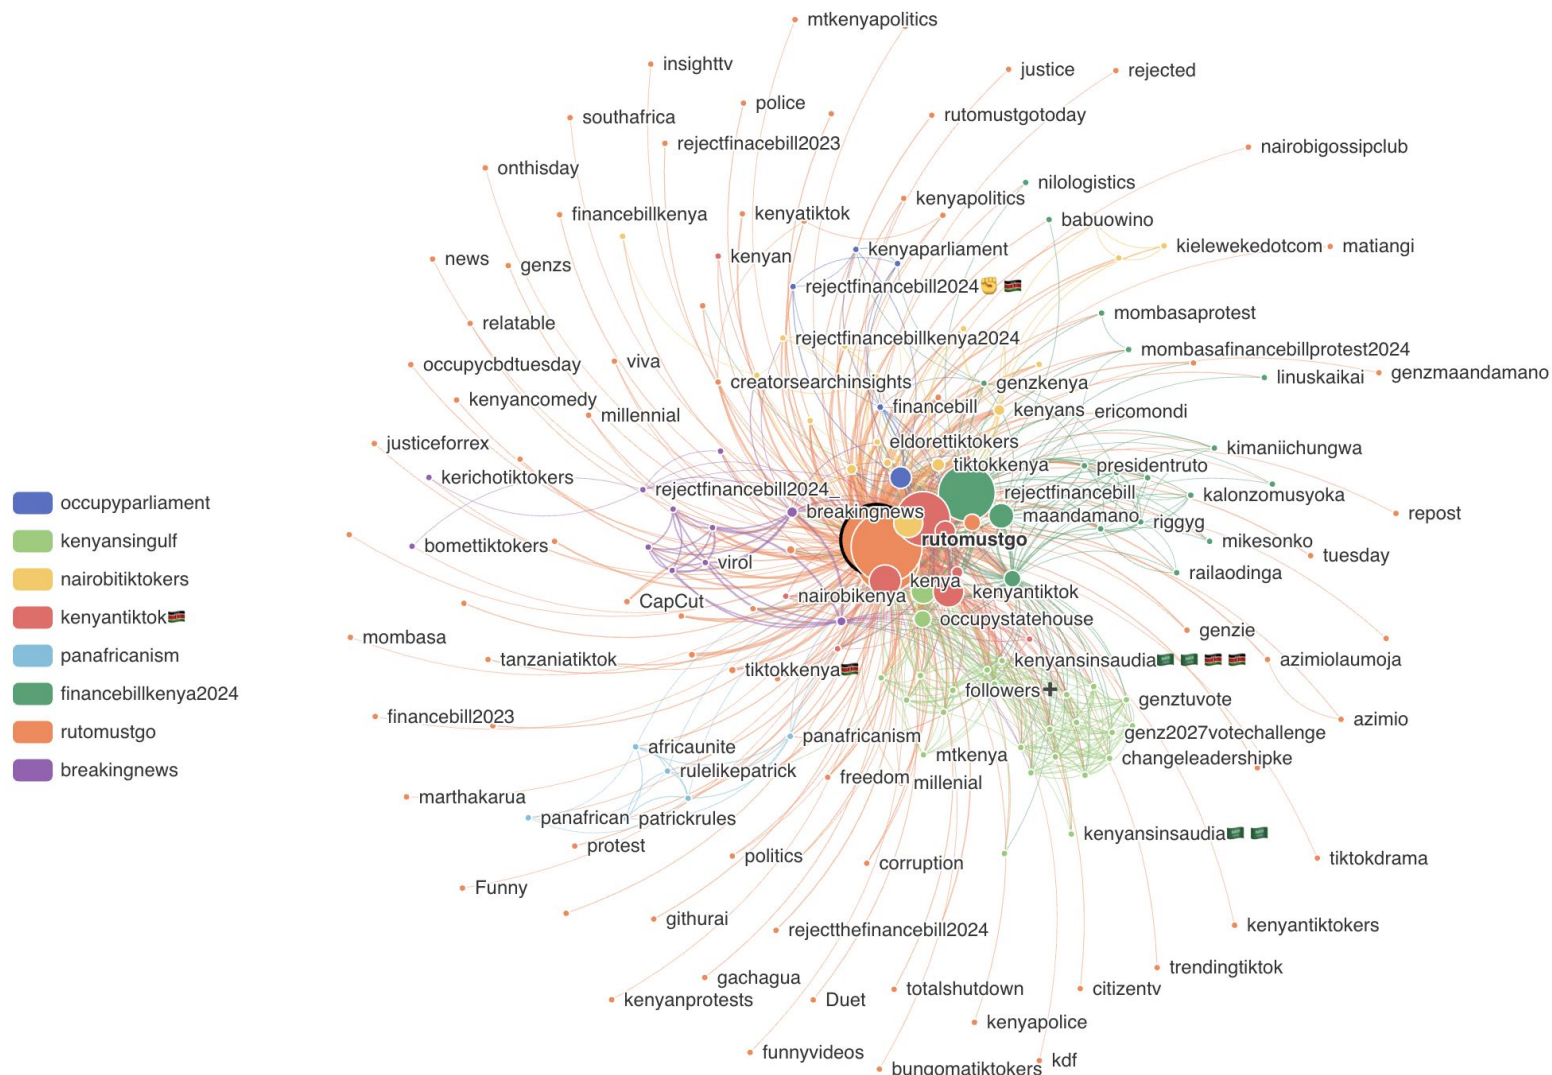 mtkenyapolitics
insighttv
justice
rejected
police
southafrica
rutomustgotoday
rejectfinacebill2023
nairobigossipclub
onthisday
nilologistics
kenyapolitics
financebillkenya
kenyatiktok
babuowino
kenyaparliament
kielewekedotcom
matiangi
news
genzs
kenyan
rejectfinancebill2024✊🇰🇪
mombasaprotest
relatable
rejectfinancebillkenya2024
mombasafinancebillprotest2024
occupycbdtuesday
viva
genzmaandamano
linuskaikai
creatorsearchinsights
genzkenya
kenyancomedy
financebill
kenyans
ericomondi
millennial
justiceforrex
eldorettiktokers
kimaniichungwa
tiktokkenya
presidentruto
kerichotiktokers
rejectfinancebill2024_
rejectfinancebill
kalonzomusyoka
occupyparliament
breakingnews
maandamano
riggyg
repost
kenyansingulf
rutomustgo
mikesonko
bomettiktokers
tuesday
virol
railaodinga
nairobitiktokers
kenya
kenyantiktok
nairobikenya
CapCut
kenyantiktok🇰🇪
occupystatehouse
genzie
mombasa
panafricanism
tanzaniatiktok
kenyansinsaudia🇸🇦🇸🇦🇰🇪🇰🇪
azimiolaumoja
tiktokkenya🇰🇪
followers➕
financebillkenya2024
genztuvote
financebill2023
azimio
rutomustgo
panafricanism
genz2027votechallenge
africaunite
mtkenya
changeleadershipke
breakingnews
rulelikepatrick
freedom
millenial
marthakarua
panafrican
patrickrules
kenyansinsaudia🇸🇦🇸🇦
protest
politics
corruption
tiktokdrama
Funny
githurai
rejectthefinancebill2024
kenyantiktokers
trendingtiktok
gachagua
totalshutdown
citizentv
kenyanprotests
Duet
kenyapolice
funnyvideos
kdf
bungomatiktokers